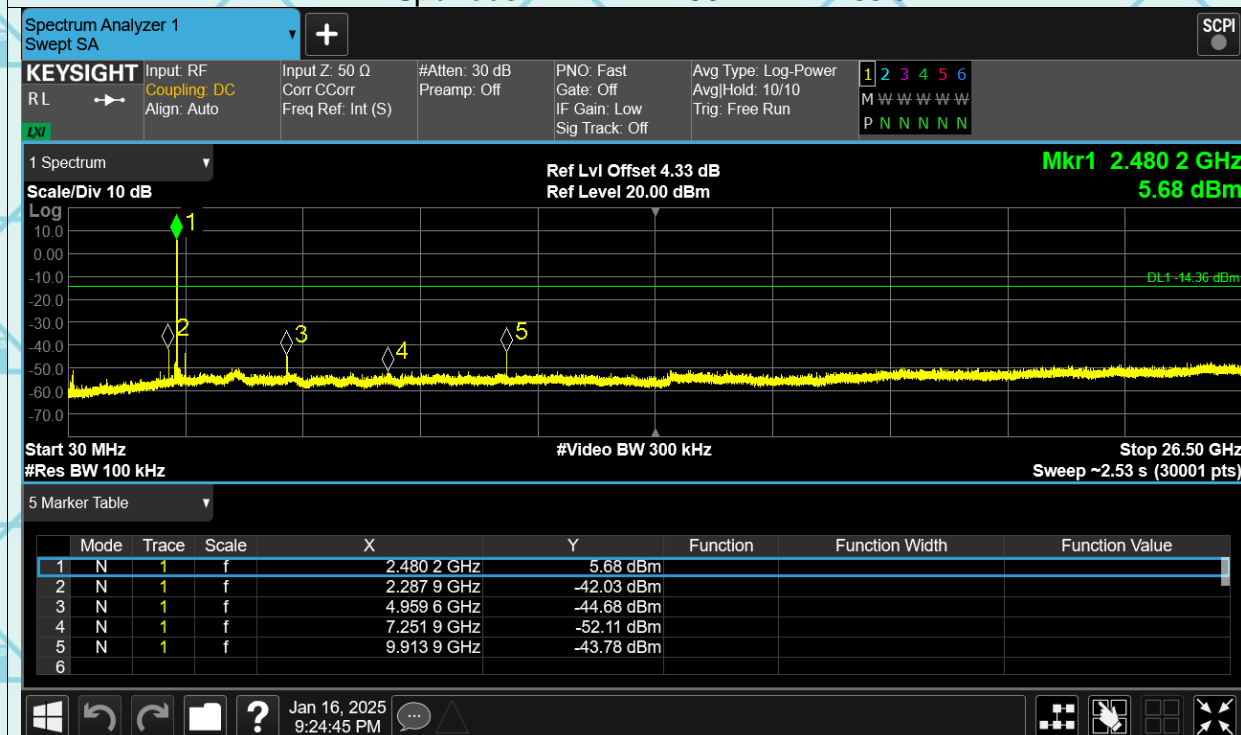 Spectrum Analyzer 1
Swept SA
+
SCPI
KEYSIGHT
RL
LXI
Input: RF
Coupling: DC
Align: Auto
Input Z: 50 Ω
Corr CCorr
Freq Ref: Int (S)
#Atten: 30 dB
Preamp: Off
PNO: Fast
Gate: Off
IF Gain: Low
Sig Track: Off
Avg Type: Log-Power
Avg|Hold: 10/10
Trig: Free Run
1 2 3 4 5 6
M W W W W W
P N N N N N
1 Spectrum
Scale/Div 10 dB
Ref Lvl Offset 4.33 dB
Ref Level 20.00 dBm
Mkr1 2.480 2 GHz
5.68 dBm
Log
10.0
0.00
-10.0
-20.0
-30.0
-40.0
-50.0
-60.0
-70.0
1
2
3
4
5
DL1 -14.36 dBm
Start 30 MHz
#Video BW 300 kHz
Stop 26.50 GHz
#Res BW 100 kHz
Sweep ~2.53 s (30001 pts)
5 Marker Table
Mode Trace Scale X Y Function Function Width Function Value
1 N 1 f 2.480 2 GHz 5.68 dBm
2 N 1 f 2.287 9 GHz -42.03 dBm
3 N 1 f 4.959 6 GHz -44.68 dBm
4 N 1 f 7.251 9 GHz -52.11 dBm
5 N 1 f 9.913 9 GHz -43.78 dBm
6
?
Jan 16, 2025
9:24:45 PM